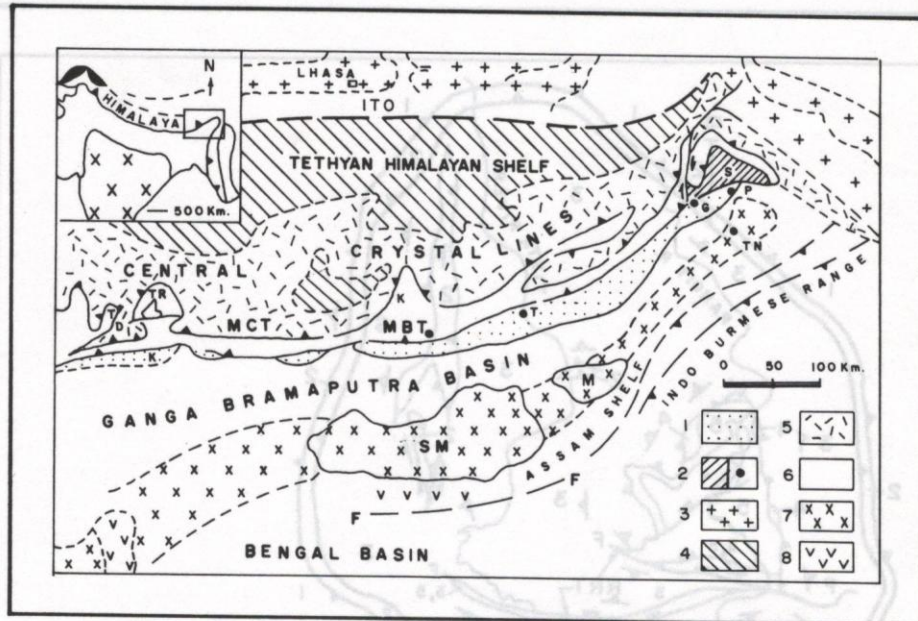 N
HIMALAYA
500 Km.
LHASA
ITO
TETHYAN HIMALAYAN SHELF
S
P
G
TN
CENTRAL CRYSTAL LINES
K
TR
T
D
MCT
MBT
T
K
INDO BURMESE RANGE
0 50 100 Km.
GANGA BRAMAPUTRA BASIN
M
ASSAM SHELF
SM
F F
BENGAL BASIN
1 5
2 6
3 7
4 8